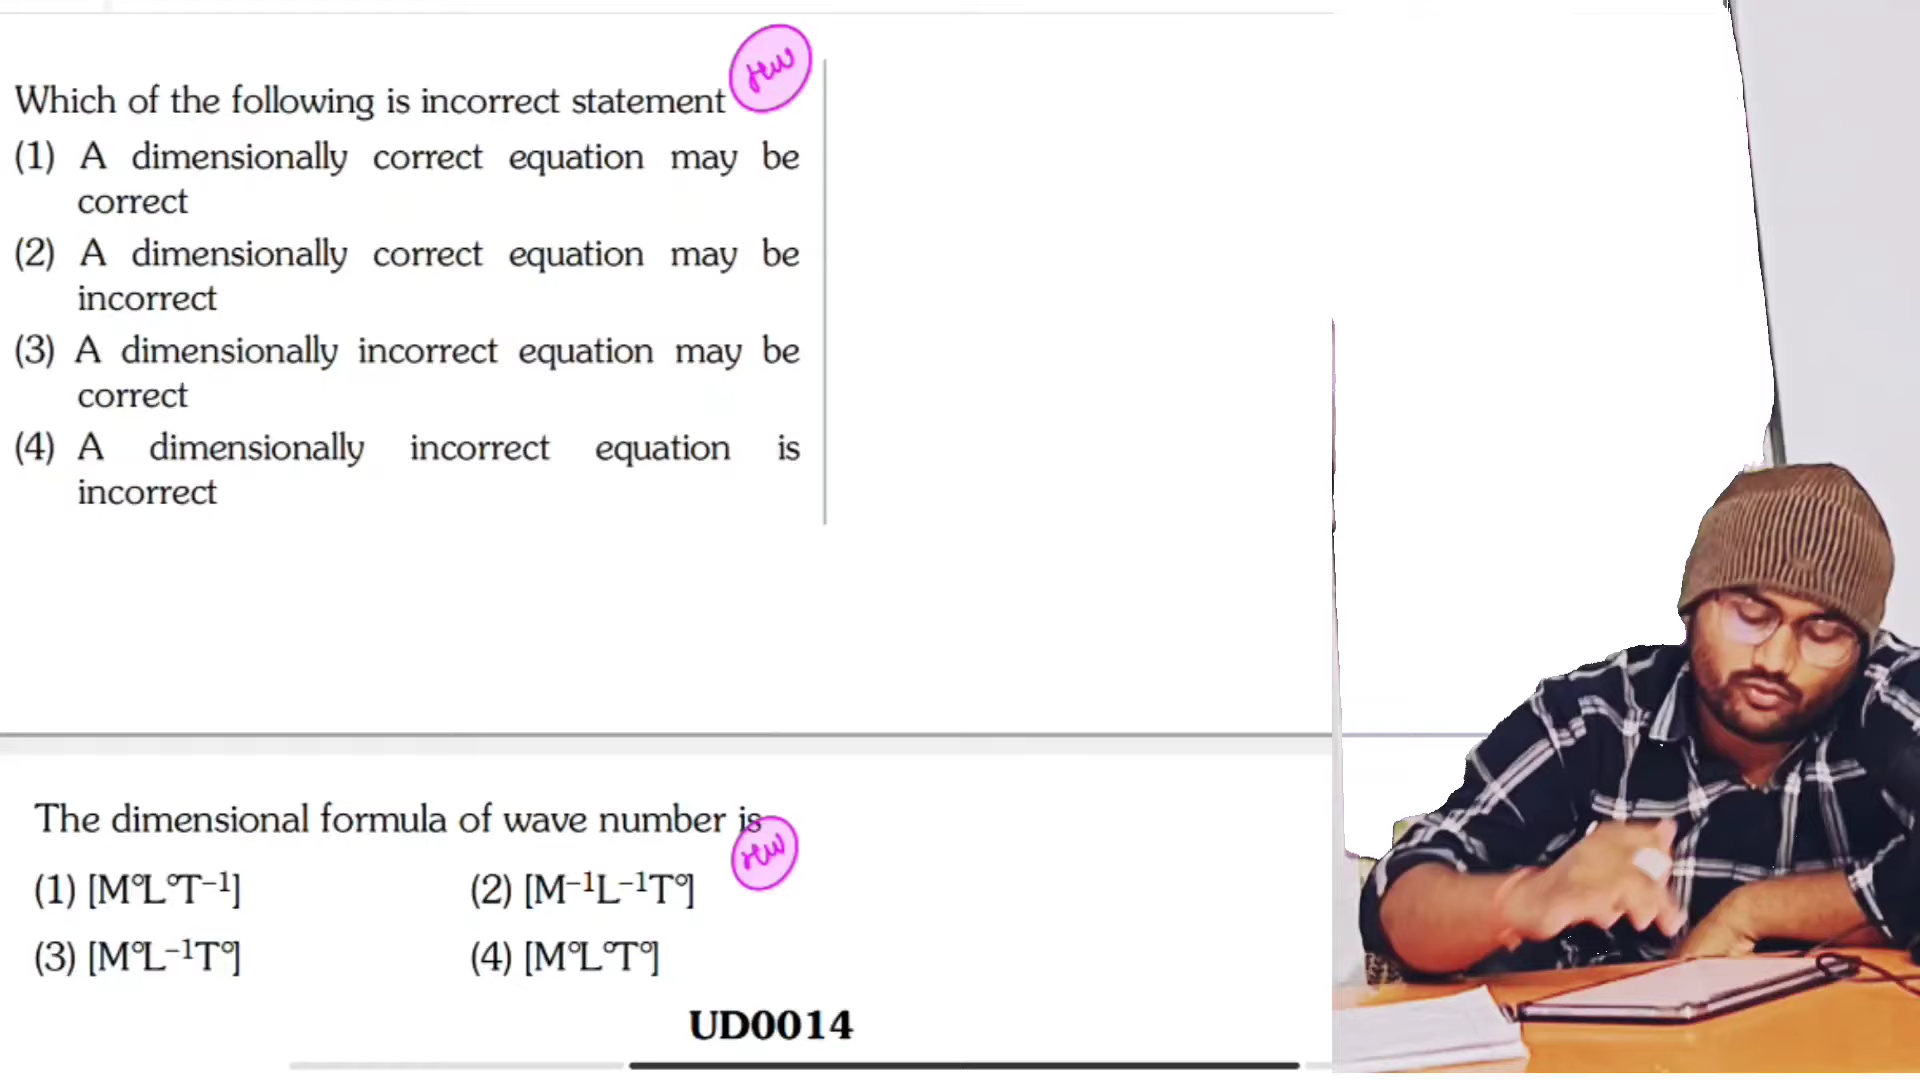 Which of the following is incorrect statement
(1) A dimensionally correct equation may be
correct
(2) A dimensionally correct equation may be
incorrect
(3) A dimensionally incorrect equation may be
correct
(4) A dimensionally incorrect equation is
incorrect
The dimensional formula of wave number is
(1) [M°L°T⁻¹] (2) [M⁻¹L⁻¹T°]
(3) [M°L⁻¹T°] (4) [M°L°T°]
UD0014